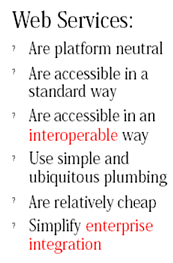 Web Services:
? Are platform neutral
? Are accessible in a
standard way
? Are accessible in an
interoperable way
? Use simple and
ubiquitous plumbing
? Are relatively cheap
? Simplify enterprise
integration